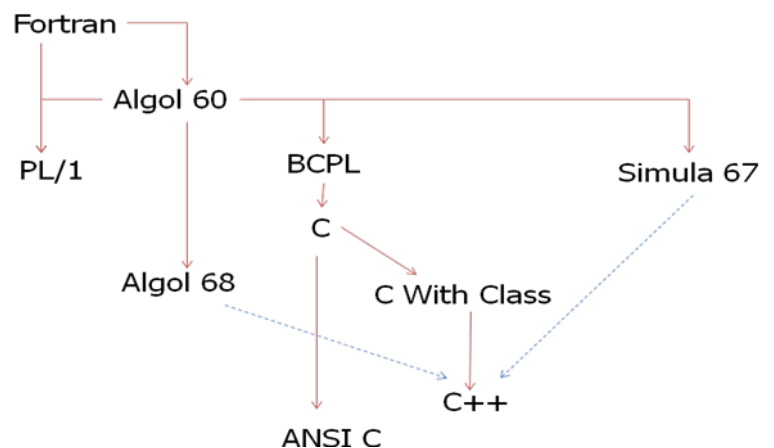 Fortran
Algol 60
PL/1
BCPL
Simula 67
C
Algol 68
C With Class
C++
ANSI C